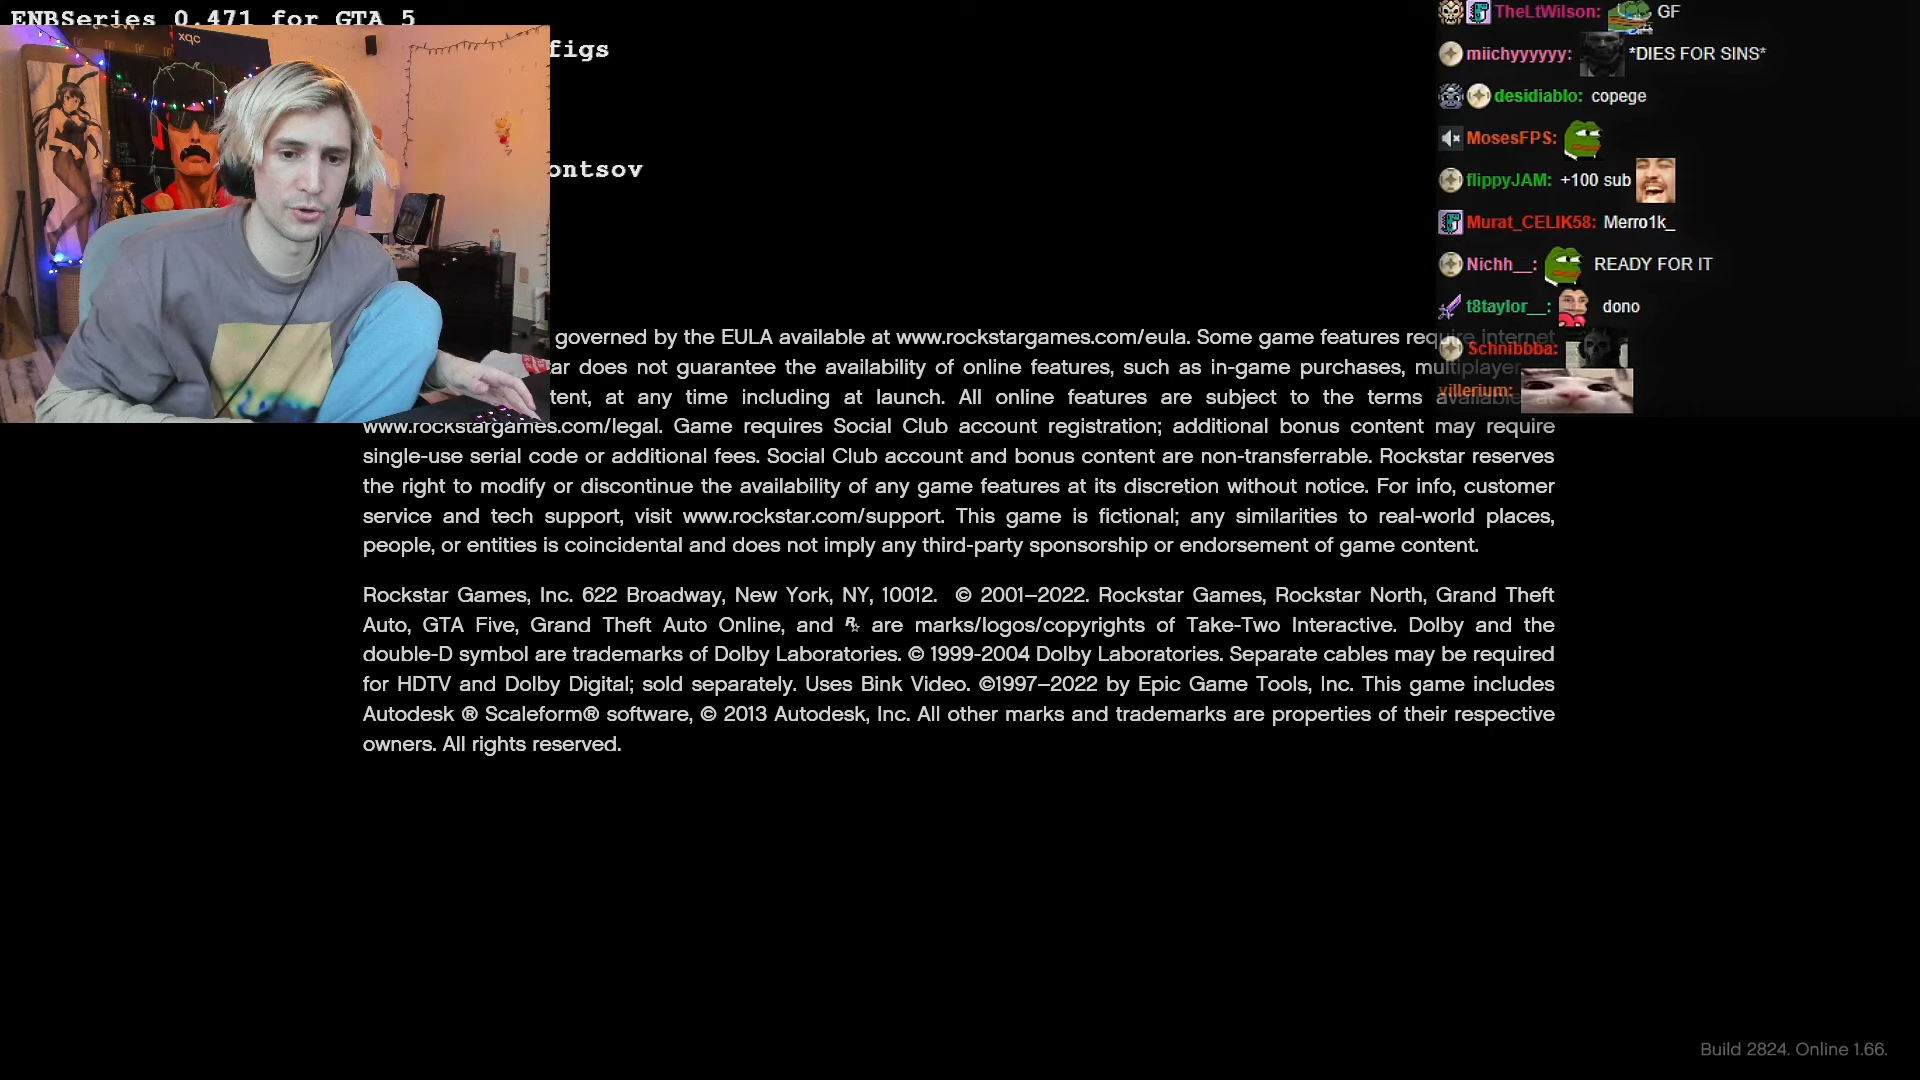 ENBSeries 0.471 for GTA 5
figs
ontsov
xqc
TheLtWilson: GF
miichyyyyyy: *DIES FOR SINS*
desidiablo: copege
MosesFPS:
flippyJAM: +100 sub
Murat_CELIK58: Merro1k_
Nichh__: READY FOR IT
t8taylor__: dono
Schnibbba:
villerium:
governed by the EULA available at www.rockstargames.com/eula. Some game features require internet
ar does not guarantee the availability of online features, such as in-game purchases, multiplayer
tent, at any time including at launch. All online features are subject to the terms available at
www.rockstargames.com/legal. Game requires Social Club account registration; additional bonus content may require
single-use serial code or additional fees. Social Club account and bonus content are non-transferrable. Rockstar reserves
the right to modify or discontinue the availability of any game features at its discretion without notice. For info, customer
service and tech support, visit www.rockstar.com/support. This game is fictional; any similarities to real-world places,
people, or entities is coincidental and does not imply any third-party sponsorship or endorsement of game content.
Rockstar Games, Inc. 622 Broadway, New York, NY, 10012. © 2001–2022. Rockstar Games, Rockstar North, Grand Theft
Auto, GTA Five, Grand Theft Auto Online, and R* are marks/logos/copyrights of Take-Two Interactive. Dolby and the
double-D symbol are trademarks of Dolby Laboratories. © 1999-2004 Dolby Laboratories. Separate cables may be required
for HDTV and Dolby Digital; sold separately. Uses Bink Video. ©1997–2022 by Epic Game Tools, Inc. This game includes
Autodesk ® Scaleform® software, © 2013 Autodesk, Inc. All other marks and trademarks are properties of their respective
owners. All rights reserved.
Build 2824. Online 1.66.